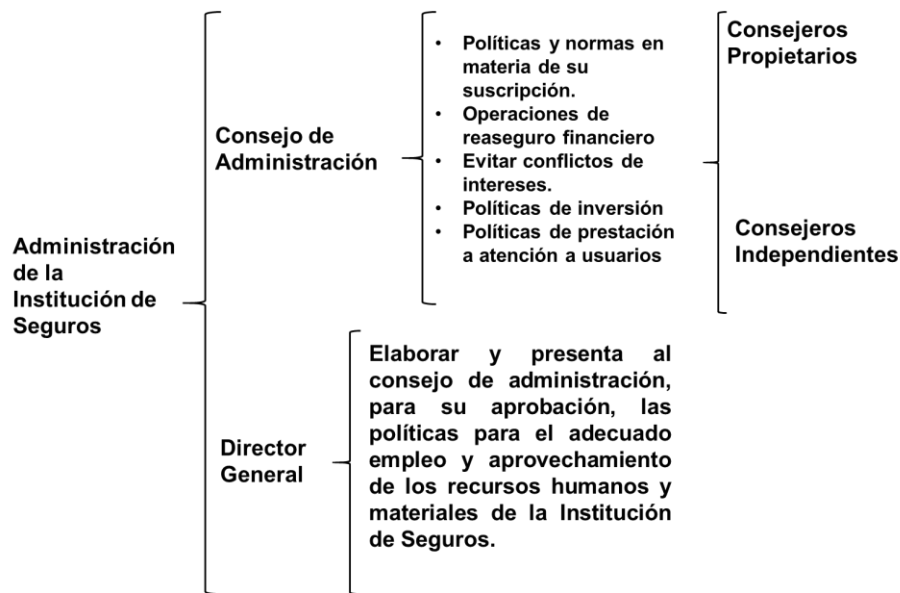 Administración
de la
Institución de
Seguros
Consejo de
Administración
• Políticas y normas en
materia de su
suscripción.
• Operaciones de
reaseguro financiero
• Evitar conflictos de
intereses.
• Políticas de inversión
• Políticas de prestación
a atención a usuarios
Consejeros
Propietarios
Consejeros
Independientes
Director
General
Elaborar y presenta al
consejo de administración,
para su aprobación, las
políticas para el adecuado
empleo y aprovechamiento
de los recursos humanos y
materiales de la Institución
de Seguros.